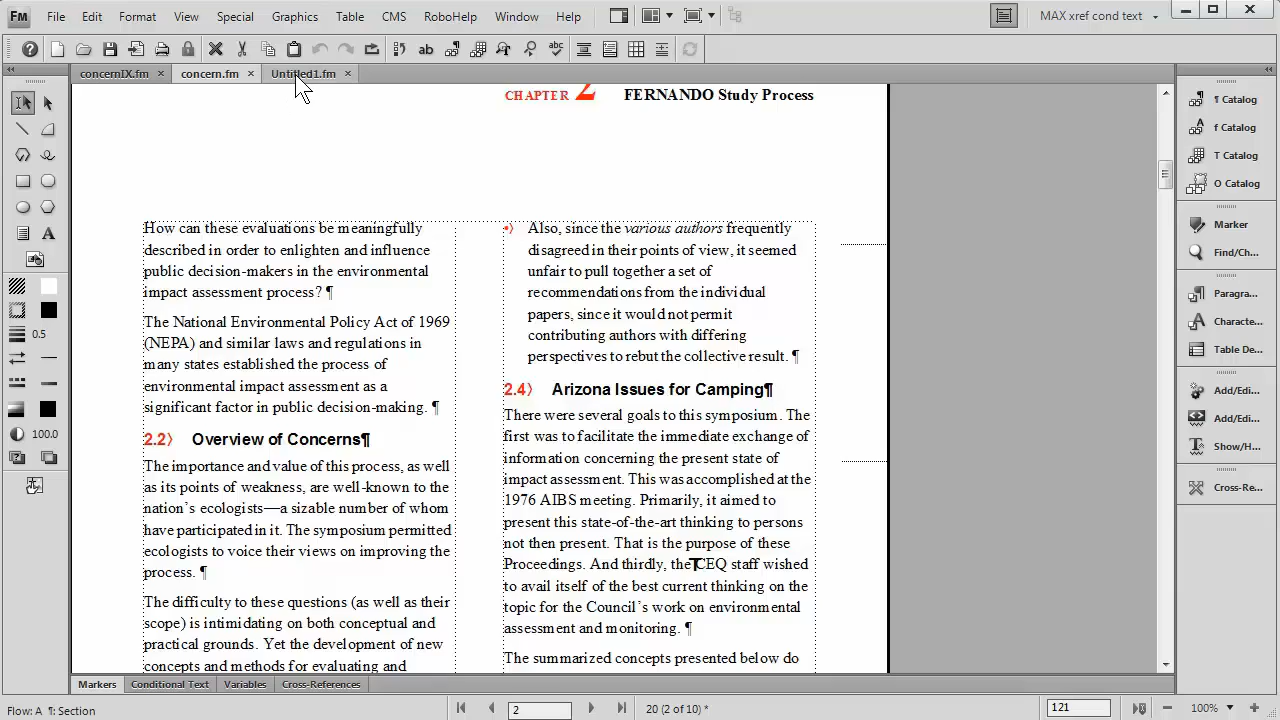 Fm File Edit Format View Special Graphics Table CMS RoboHelp Window Help MAX xref cond text
concernIX.fm × concern.fm × Untitled1.fm ×
CHAPTER 2 FERNANDO Study Process
How can these evaluations be meaningfully
described in order to enlighten and influence
public decision-makers in the environmental
impact assessment process? ¶
The National Environmental Policy Act of 1969
(NEPA) and similar laws and regulations in
many states established the process of
environmental impact assessment as a
significant factor in public decision-making. ¶
2.2〉 Overview of Concerns¶
The importance and value of this process, as well
as its points of weakness, are well-known to the
nation's ecologists—a sizable number of whom
have participated in it. The symposium permitted
ecologists to voice their views on improving the
process. ¶
The difficulty to these questions (as well as their
scope) is intimidating on both conceptual and
practical grounds. Yet the development of new
concepts and methods for evaluating and
•〉 Also, since the various authors frequently
disagreed in their points of view, it seemed
unfair to pull together a set of
recommendations from the individual
papers, since it would not permit
contributing authors with differing
perspectives to rebut the collective result. ¶
2.4〉 Arizona Issues for Camping¶
There were several goals to this symposium. The
first was to facilitate the immediate exchange of
information concerning the present state of
impact assessment. This was accomplished at the
1976 AIBS meeting. Primarily, it aimed to
present this state-of-the-art thinking to persons
not then present. That is the purpose of these
Proceedings. And thirdly, theTCEQ staff wished
to avail itself of the best current thinking on the
topic for the Council's work on environmental
assessment and monitoring. ¶
The summarized concepts presented below do
0.5
100.0
¶ Catalog
f Catalog
T Catalog
O Catalog
Marker
Find/Ch...
Paragra...
Characte...
Table De...
Add/Edi...
Add/Edi...
Show/H...
Cross-Re...
Markers Conditional Text Variables Cross-References
Flow: A ¶: Section 2 20 (2 of 10) * 121 100%